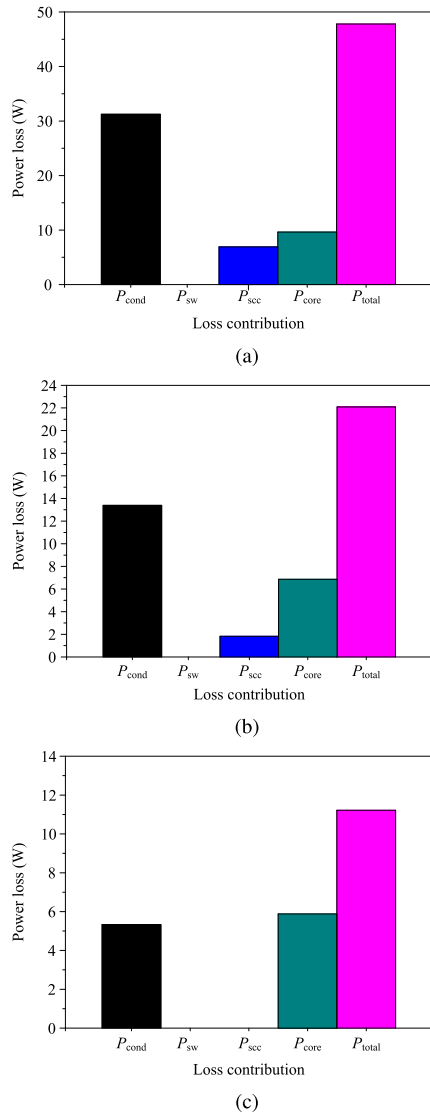 50
40
30
20
10
0
Power loss (W)
P_cond P_sw P_scc P_core P_total
Loss contribution
(a)
24
22
20
18
16
14
12
10
8
6
4
2
0
Power loss (W)
P_cond P_sw P_scc P_core P_total
Loss contribution
(b)
14
12
10
8
6
4
2
0
Power loss (W)
P_cond P_sw P_scc P_core P_total
Loss contribution
(c)